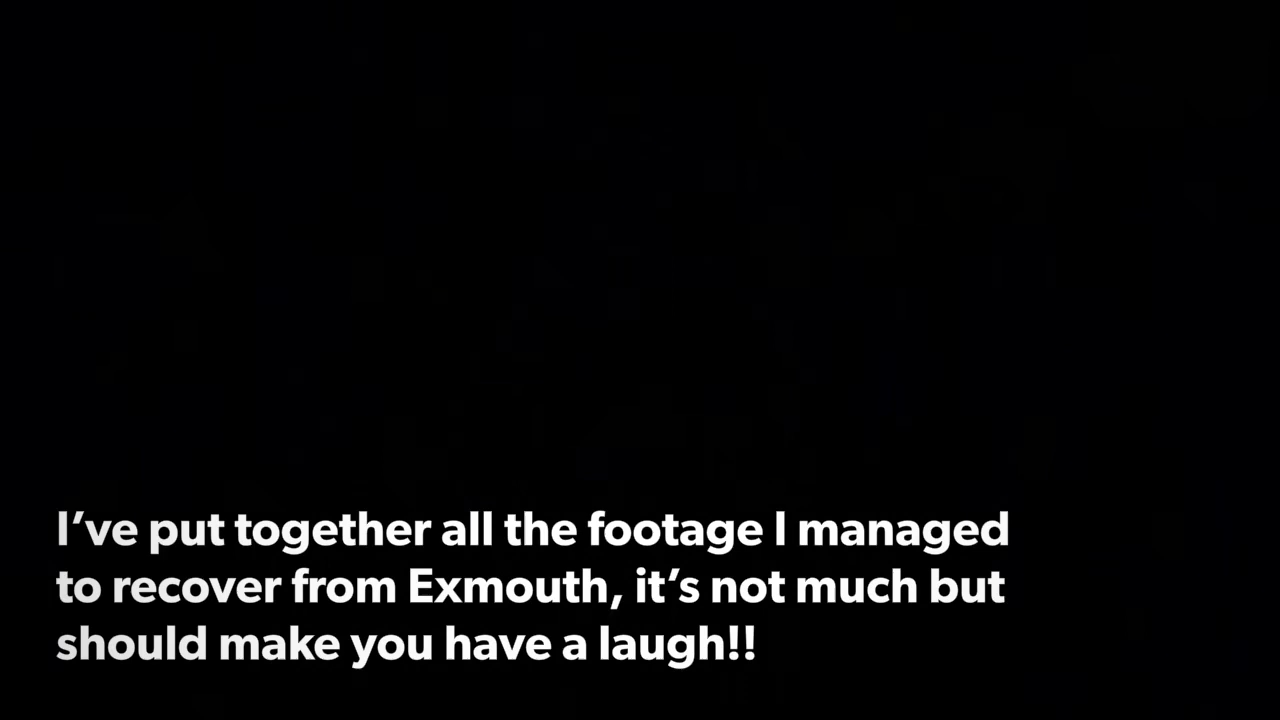 I’ve put together all the footage I managed
to recover from Exmouth, it’s not much but
should make you have a laugh!!